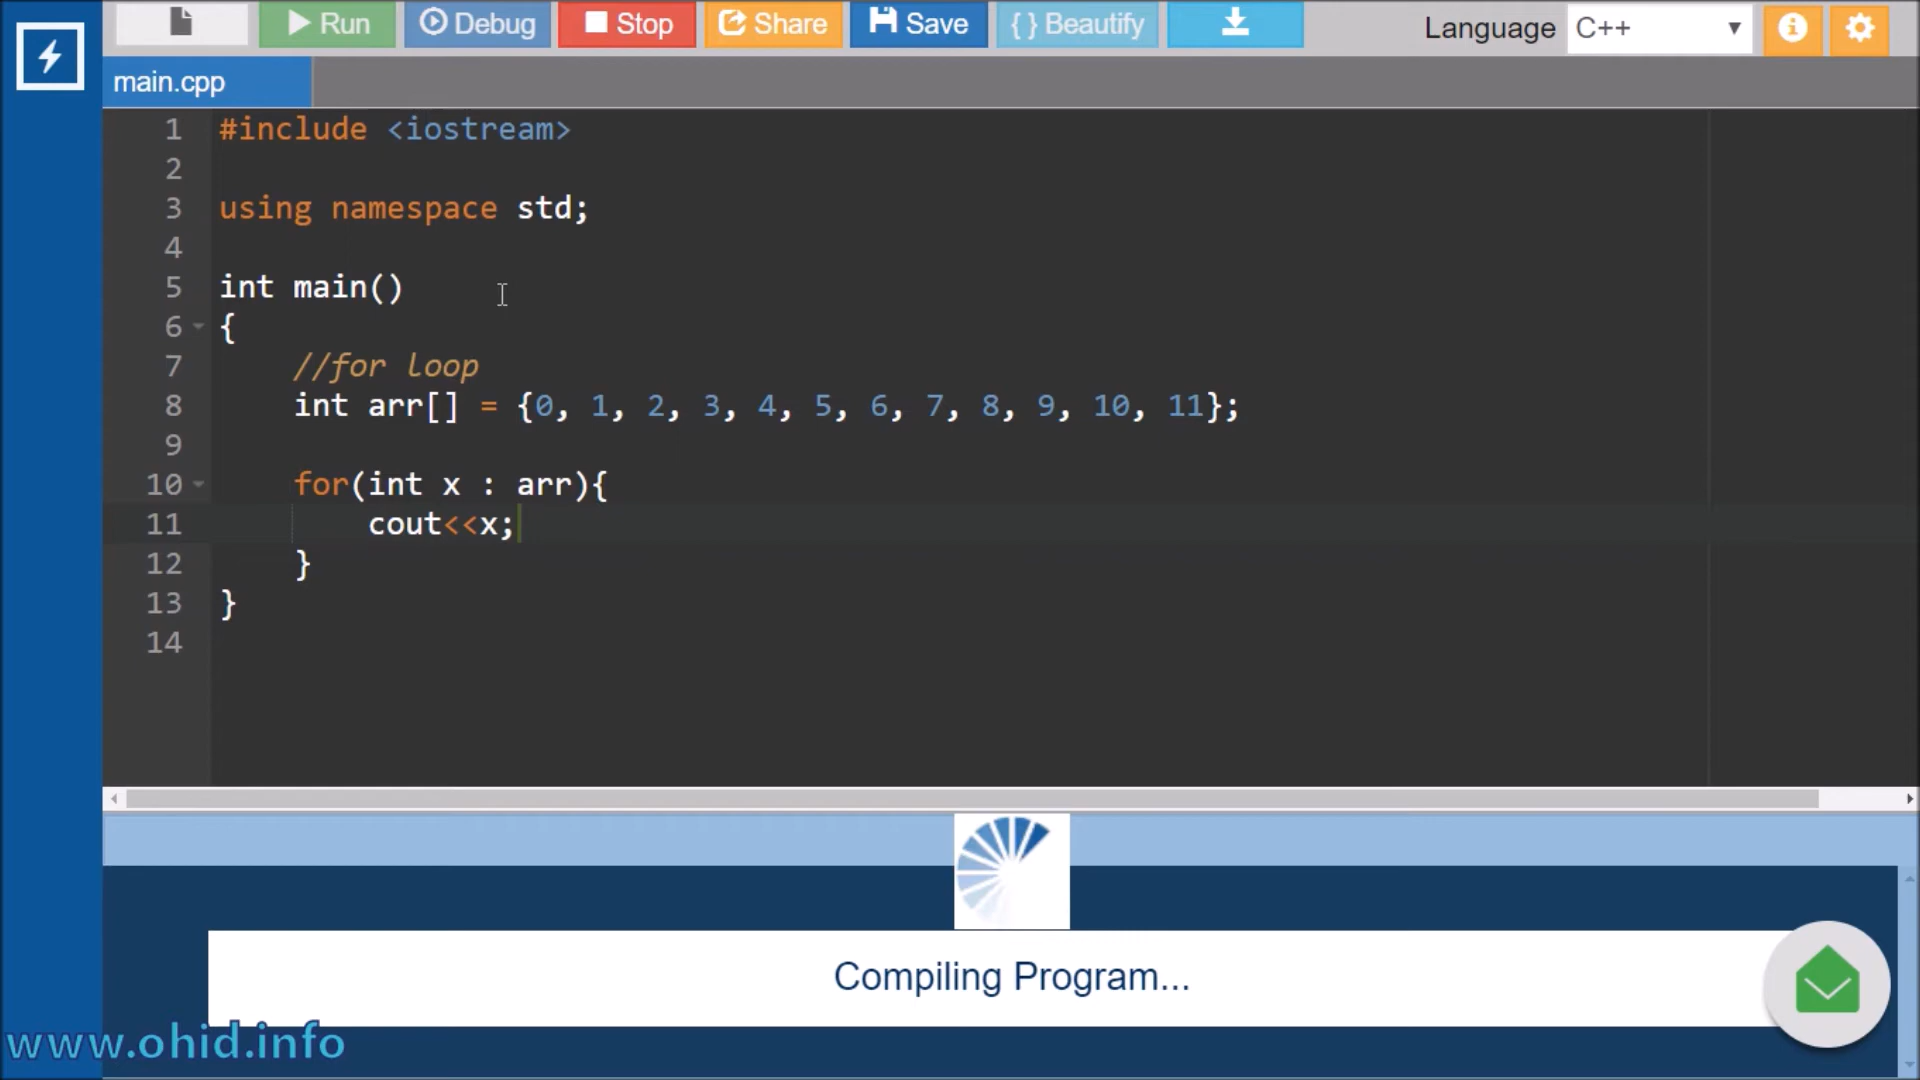 Run Debug Stop Share Save { } Beautify Language C++
main.cpp
1 #include <iostream>
2
3 using namespace std;
4
5 int main()
6 {
7 //for loop
8 int arr[] = {0, 1, 2, 3, 4, 5, 6, 7, 8, 9, 10, 11};
9
10 for(int x : arr){
11 cout<<x;
12 }
13 }
14
Compiling Program...
www.ohid.info